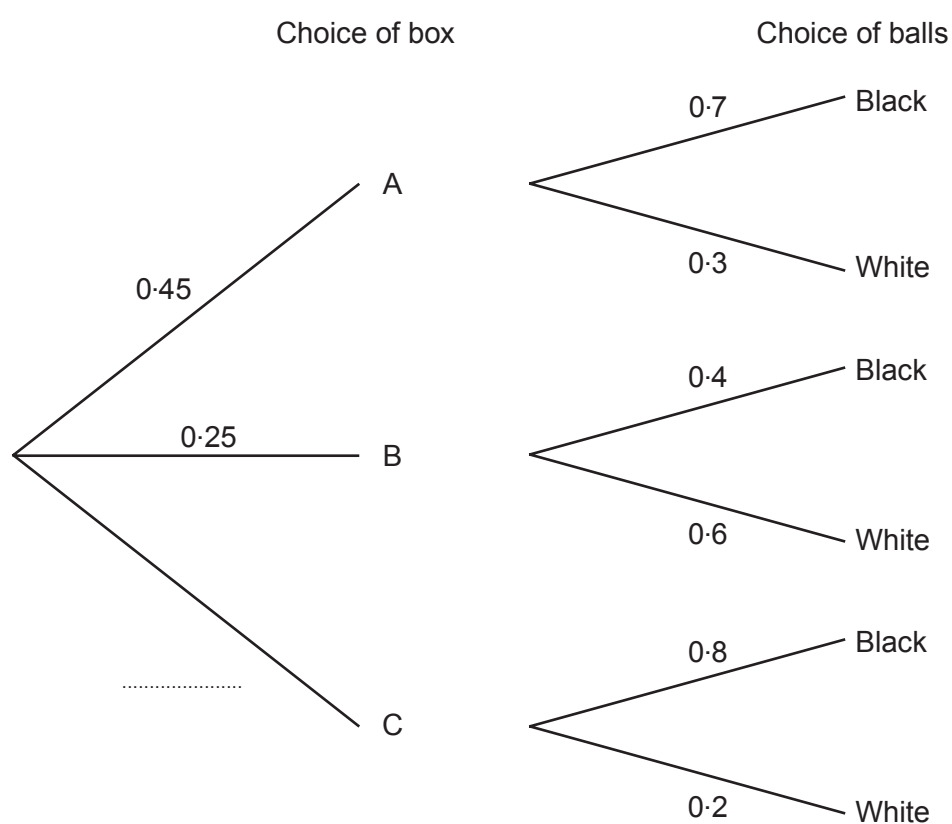 Choice of box
Choice of balls
0·7
Black
A
0·3
White
0·45
0·4
Black
0·25
B
0·6
White
0·8
Black
......................
C
0·2
White